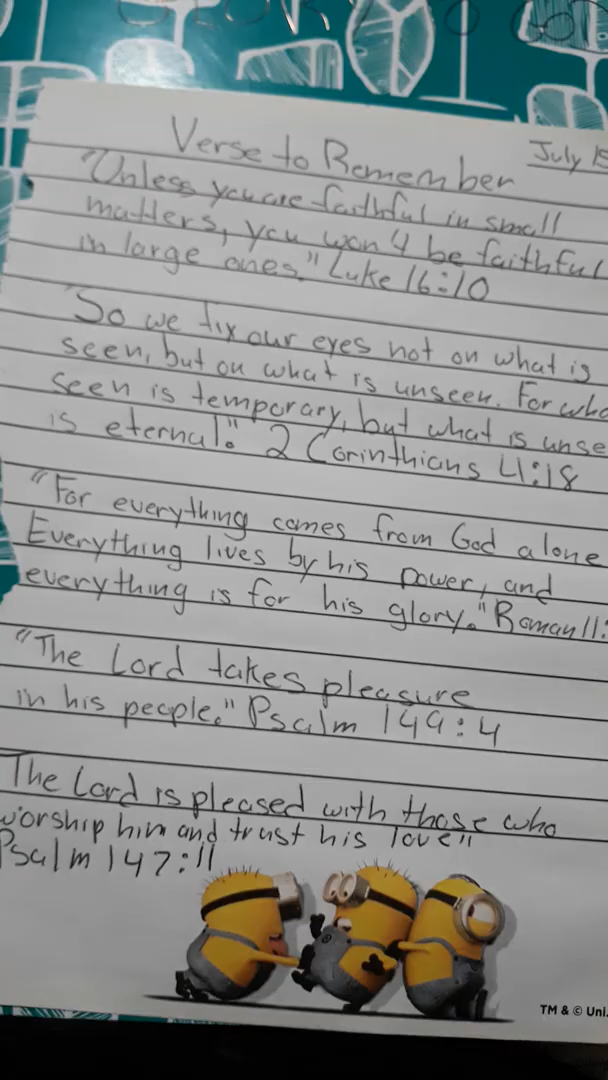 Verse to Remember
July 15
"Unless you are faithful in small
matters, you won't be faithful
in large ones." Luke 16:10
"So we fix our eyes not on what is
seen, but on what is unseen. For
seen is temporary, but what is
is eternal." 2 Corinthians 4:18
"For everything comes from God alone
Everything lives by his power, and
everything is for his glory." Roman 11:
"The Lord takes pleasure
in his people." Psalm 149:4
The Lord is pleased with those who
worship him and trust his love"
Psalm 147:11
TM & © Uni.